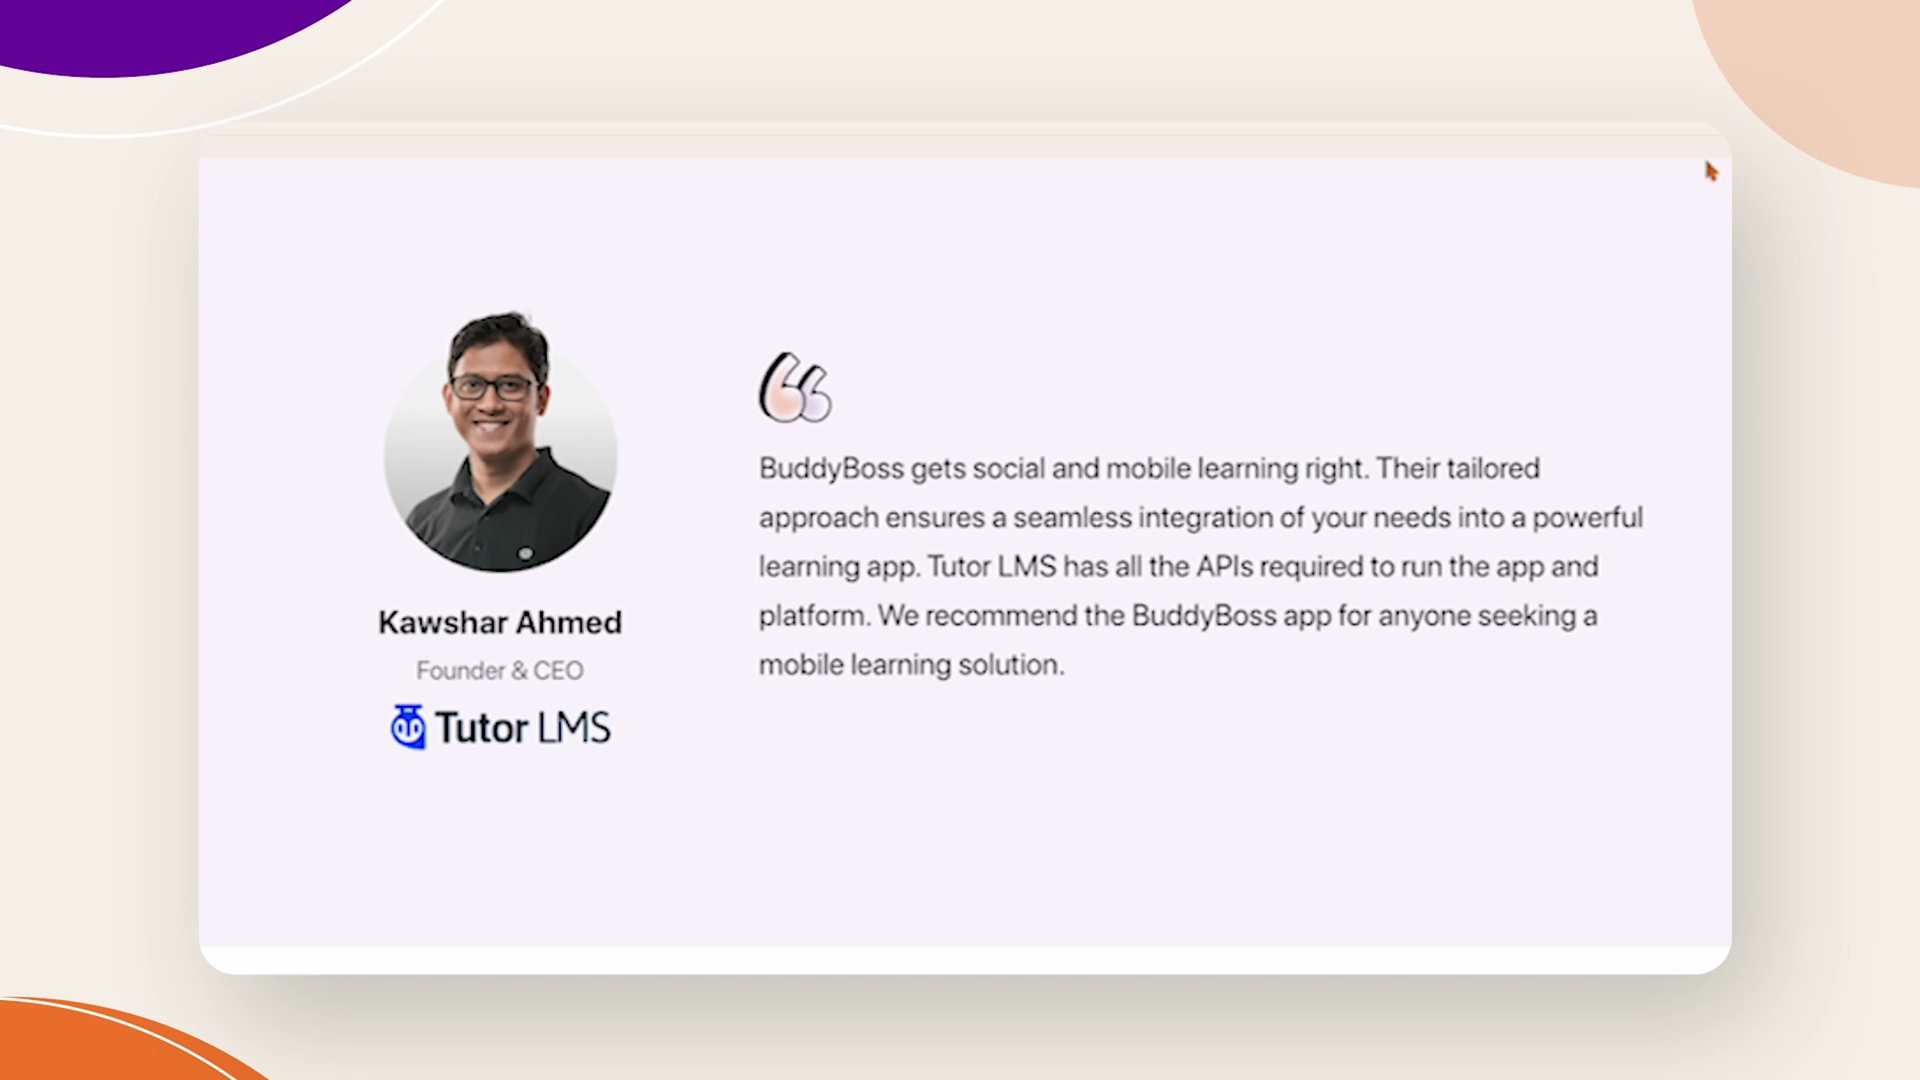 BuddyBoss gets social and mobile learning right. Their tailored
approach ensures a seamless integration of your needs into a powerful
learning app. Tutor LMS has all the APIs required to run the app and
platform. We recommend the BuddyBoss app for anyone seeking a
mobile learning solution.
Kawshar Ahmed
Founder & CEO
Tutor LMS